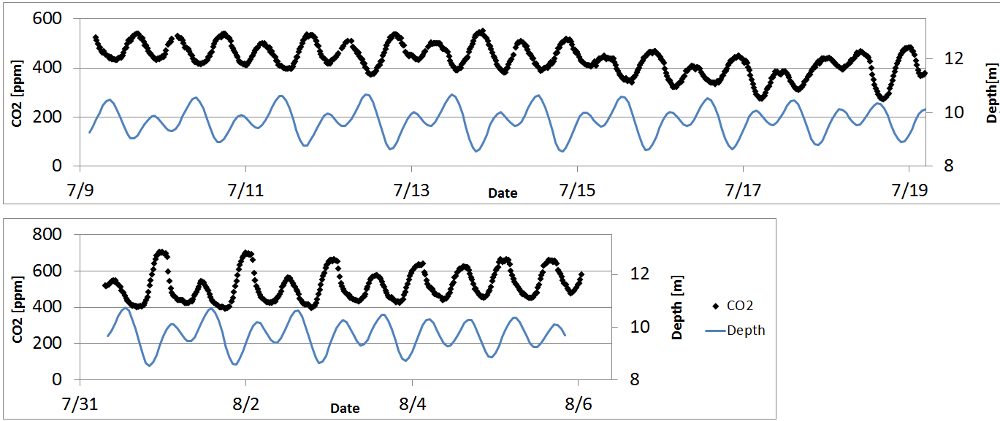 600
400
200
0
CO2 [ppm]
12
10
8
Depth[m]
7/9 7/11 7/13 7/15 7/17 7/19
Date
800
600
400
200
0
CO2 [ppm]
12
10
8
Depth [m]
CO2
Depth
7/31 8/2 8/4 8/6
Date